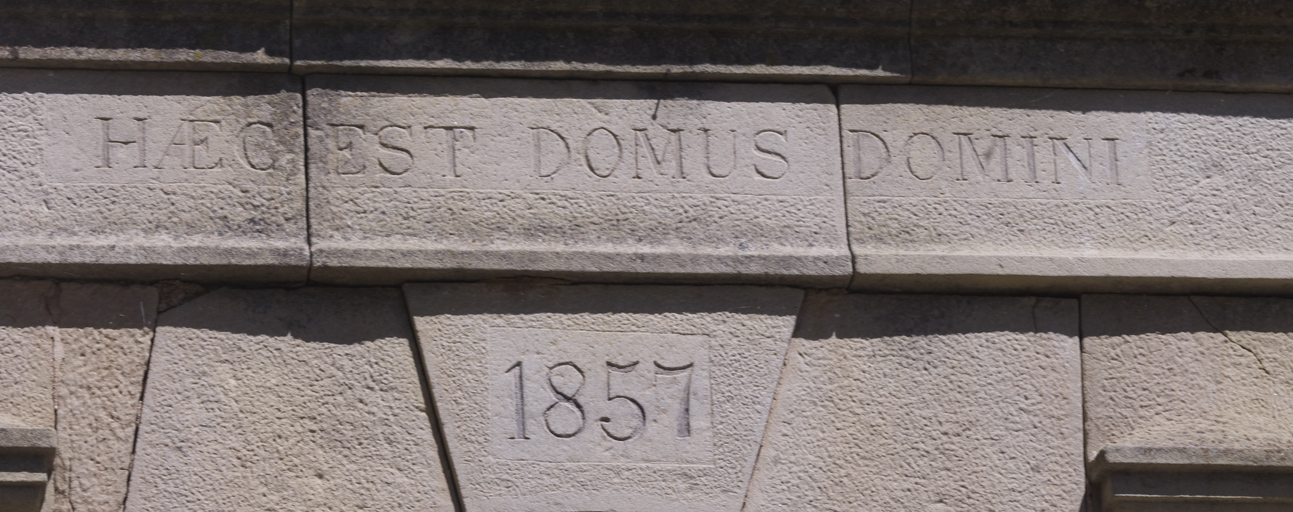 HÆC EST DOMUS DOMINI
1857